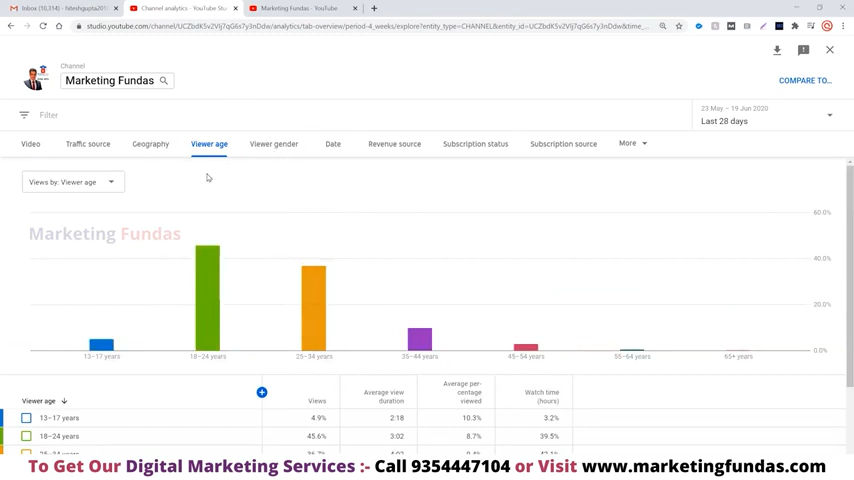 Inbox (10,314) - hiteshgupta201
Channel analytics - YouTube Stu
Marketing Fundas - YouTube
studio.youtube.com/channel/UCZbdK5v2Vlj7qG6s7y3nDdw/analytics/tab-overview/period-4_weeks/explore?entity_type=CHANNEL&entity_id=UCZbdK5v2Vlj7qG6s7y3nDdw&time_...
Channel
Marketing Fundas
COMPARE TO...
Filter
23 May – 19 Jun 2020
Last 28 days
Video Traffic source Geography Viewer age Viewer gender Date Revenue source Subscription status Subscription source More
Views by: Viewer age
60.0%
Marketing Fundas
40.0%
20.0%
0.0%
13–17 years 18–24 years 25–34 years 35–44 years 45–54 years 55–64 years 65+ years
Viewer age Views Average view duration Average per-centage viewed Watch time (hours)
13–17 years 4.9% 2:18 10.3% 3.2%
18–24 years 45.6% 3:02 8.7% 39.5%
To Get Our Digital Marketing Services :- Call 9354447104 or Visit www.marketingfundas.com